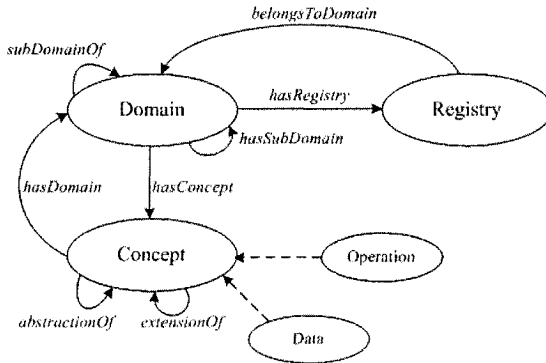 belongsToDomain
subDomainOf
Domain
hasRegistry
Registry
hasSubDomain
hasDomain
hasConcept
Concept
Operation
abstractionOf
extensionOf
Data